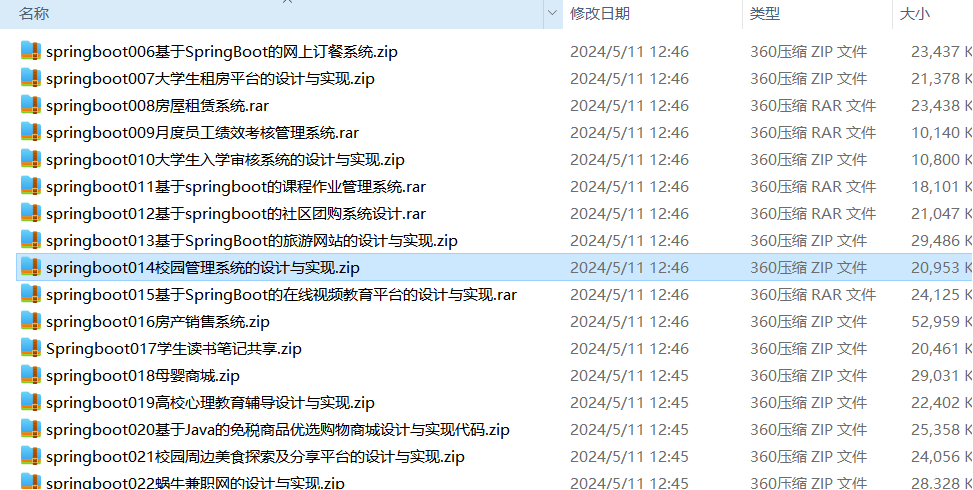 名称 修改日期 类型 大小
springboot006基于SpringBoot的网上订餐系统.zip 2024/5/11 12:46 360压缩 ZIP 文件 23,437 K
springboot007大学生租房平台的设计与实现.zip 2024/5/11 12:46 360压缩 ZIP 文件 21,378 K
springboot008房屋租赁系统.rar 2024/5/11 12:46 360压缩 RAR 文件 23,438 K
springboot009月度员工绩效考核管理系统.rar 2024/5/11 12:46 360压缩 RAR 文件 10,140 K
springboot010大学生入学审核系统的设计与实现.zip 2024/5/11 12:46 360压缩 ZIP 文件 10,800 K
springboot011基于springboot的课程作业管理系统.rar 2024/5/11 12:46 360压缩 RAR 文件 18,101 K
springboot012基于springboot的社区团购系统设计.rar 2024/5/11 12:46 360压缩 RAR 文件 21,047 K
springboot013基于SpringBoot的旅游网站的设计与实现.zip 2024/5/11 12:46 360压缩 ZIP 文件 29,486 K
springboot014校园管理系统的设计与实现.zip 2024/5/11 12:46 360压缩 ZIP 文件 20,953 K
springboot015基于SpringBoot的在线视频教育平台的设计与实现.rar 2024/5/11 12:46 360压缩 RAR 文件 24,125 K
springboot016房产销售系统.zip 2024/5/11 12:46 360压缩 ZIP 文件 52,959 K
Springboot017学生读书笔记共享.zip 2024/5/11 12:46 360压缩 ZIP 文件 20,461 K
springboot018母婴商城.zip 2024/5/11 12:45 360压缩 ZIP 文件 29,031 K
springboot019高校心理教育辅导设计与实现.zip 2024/5/11 12:45 360压缩 ZIP 文件 22,402 K
springboot020基于Java的免税商品优选购物商城设计与实现代码.zip 2024/5/11 12:45 360压缩 ZIP 文件 25,358 K
springboot021校园周边美食探索及分享平台的设计与实现.zip 2024/5/11 12:45 360压缩 ZIP 文件 24,056 K
springboot022蜗牛兼职网的设计与实现.zip 2024/5/11 12:45 360压缩 ZIP 文件 28,328 K